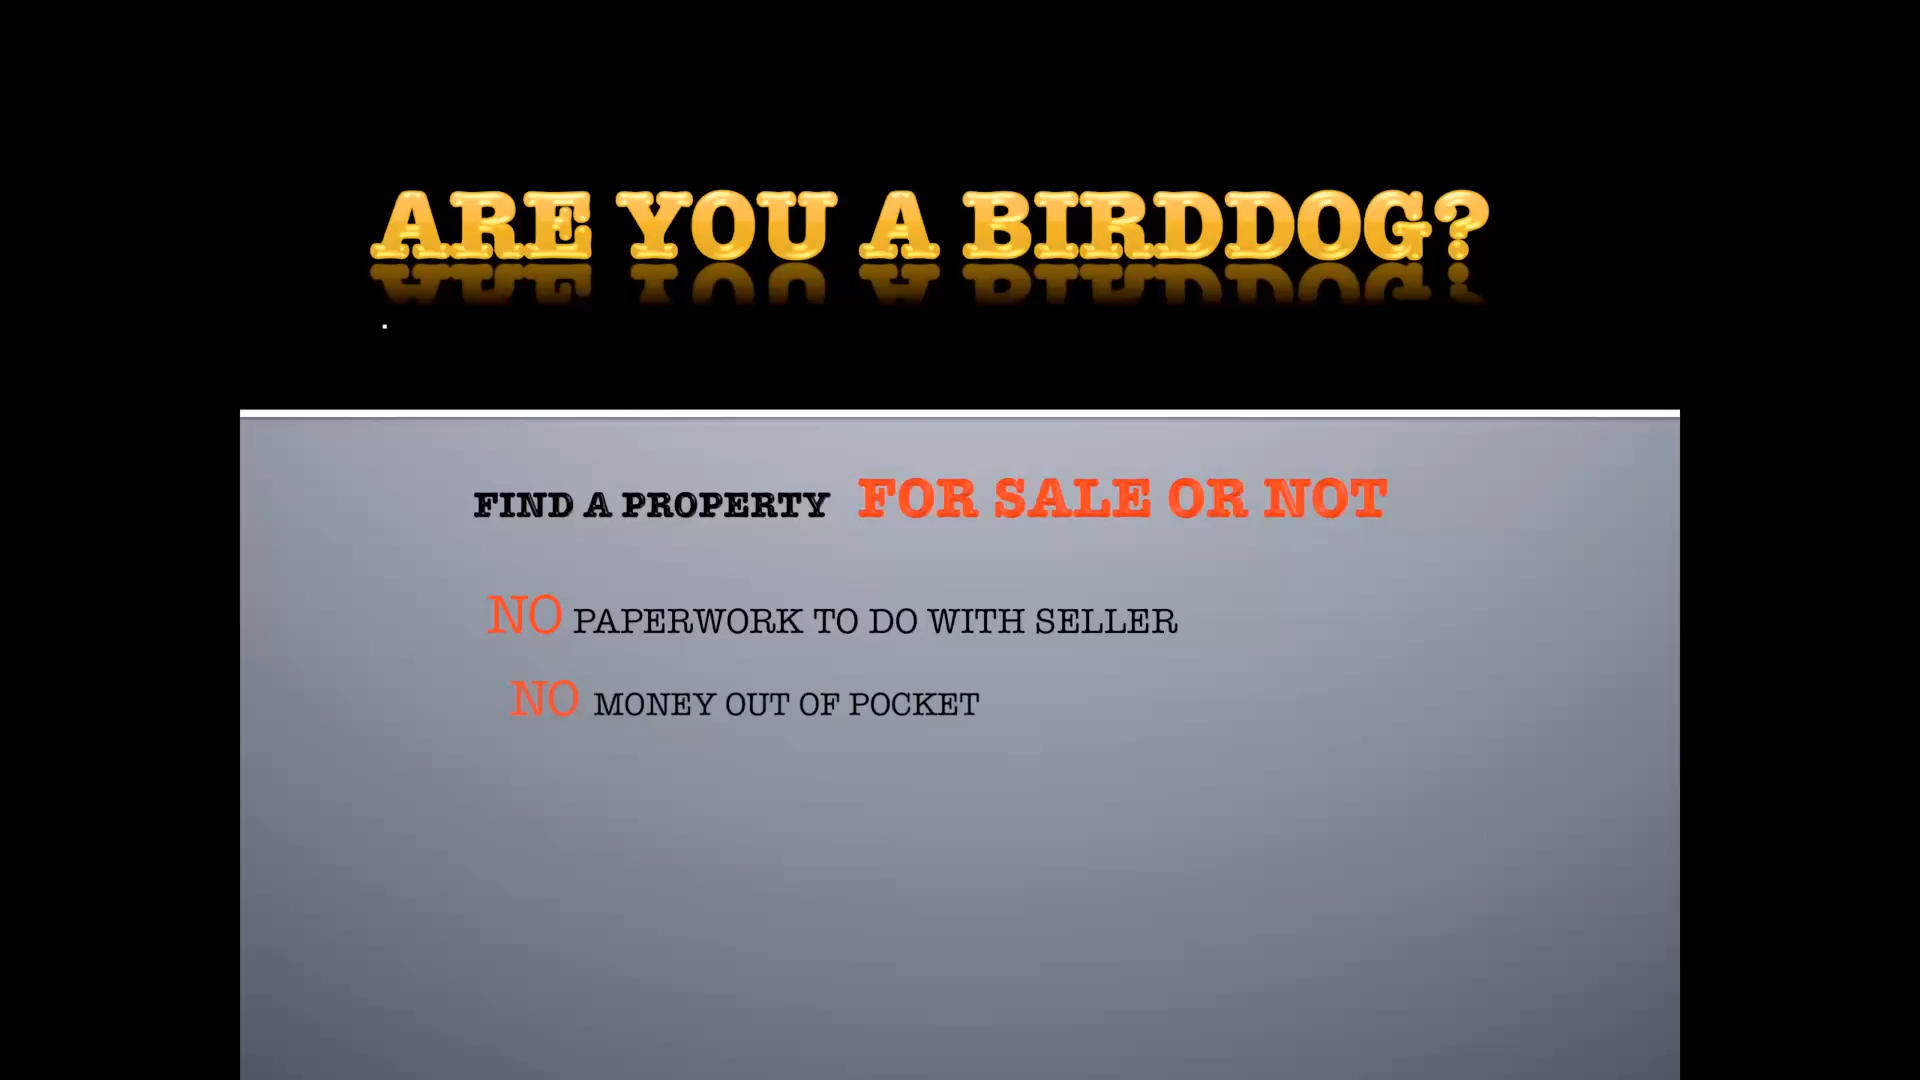 ARE YOU A BIRDDOG?
.
FIND A PROPERTY FOR SALE OR NOT
NO PAPERWORK TO DO WITH SELLER
NO MONEY OUT OF POCKET